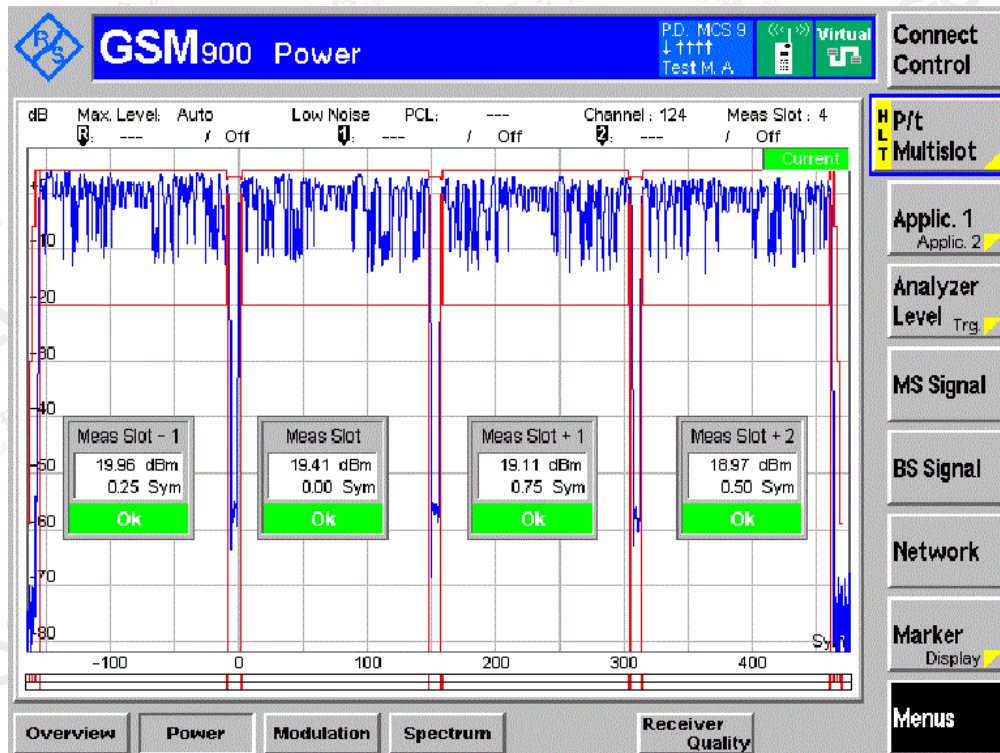 R/S
GSM900 Power
P.D. MCS 9
↓ ↑↑↑↑
Test M. A.
Virtual
Connect Control
dB Max. Level: Auto Low Noise PCL: --- Channel : 124 Meas Slot : 4
R: --- / Off 1: --- / Off 2: --- / Off
Current
HLT
P/t Multislot
Applic. 1
Applic. 2
Analyzer Level Trg.
MS Signal
BS Signal
Network
Marker
Display
Menus
-10
-20
-30
-40
-50
-60
-70
-80
Meas Slot - 1
19.96 dBm
0.25 Sym
Ok
Meas Slot
19.41 dBm
0.00 Sym
Ok
Meas Slot + 1
19.11 dBm
0.75 Sym
Ok
Meas Slot + 2
18.97 dBm
0.50 Sym
Ok
-100 0 100 200 300 400
Overview Power Modulation Spectrum Receiver Quality